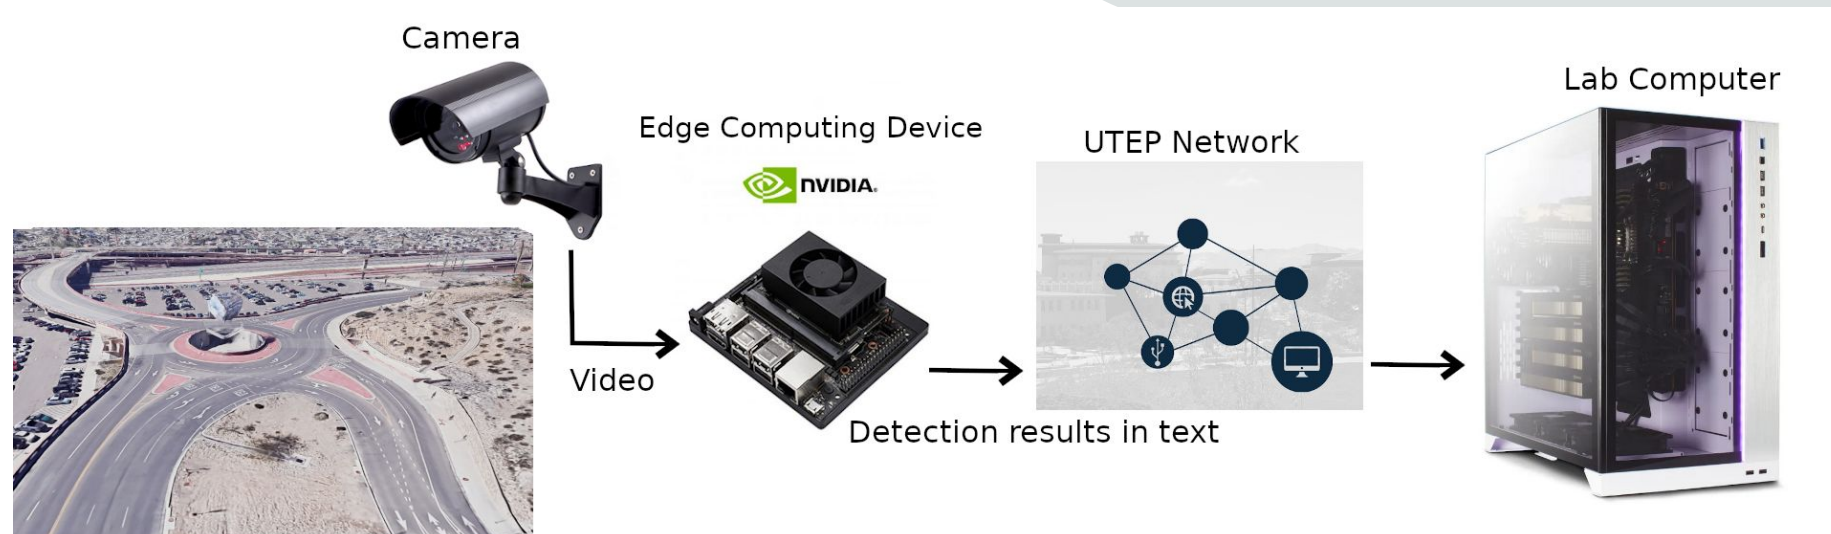 Camera
Edge Computing Device
NVIDIA.
Video
Detection results in text
UTEP Network
Lab Computer